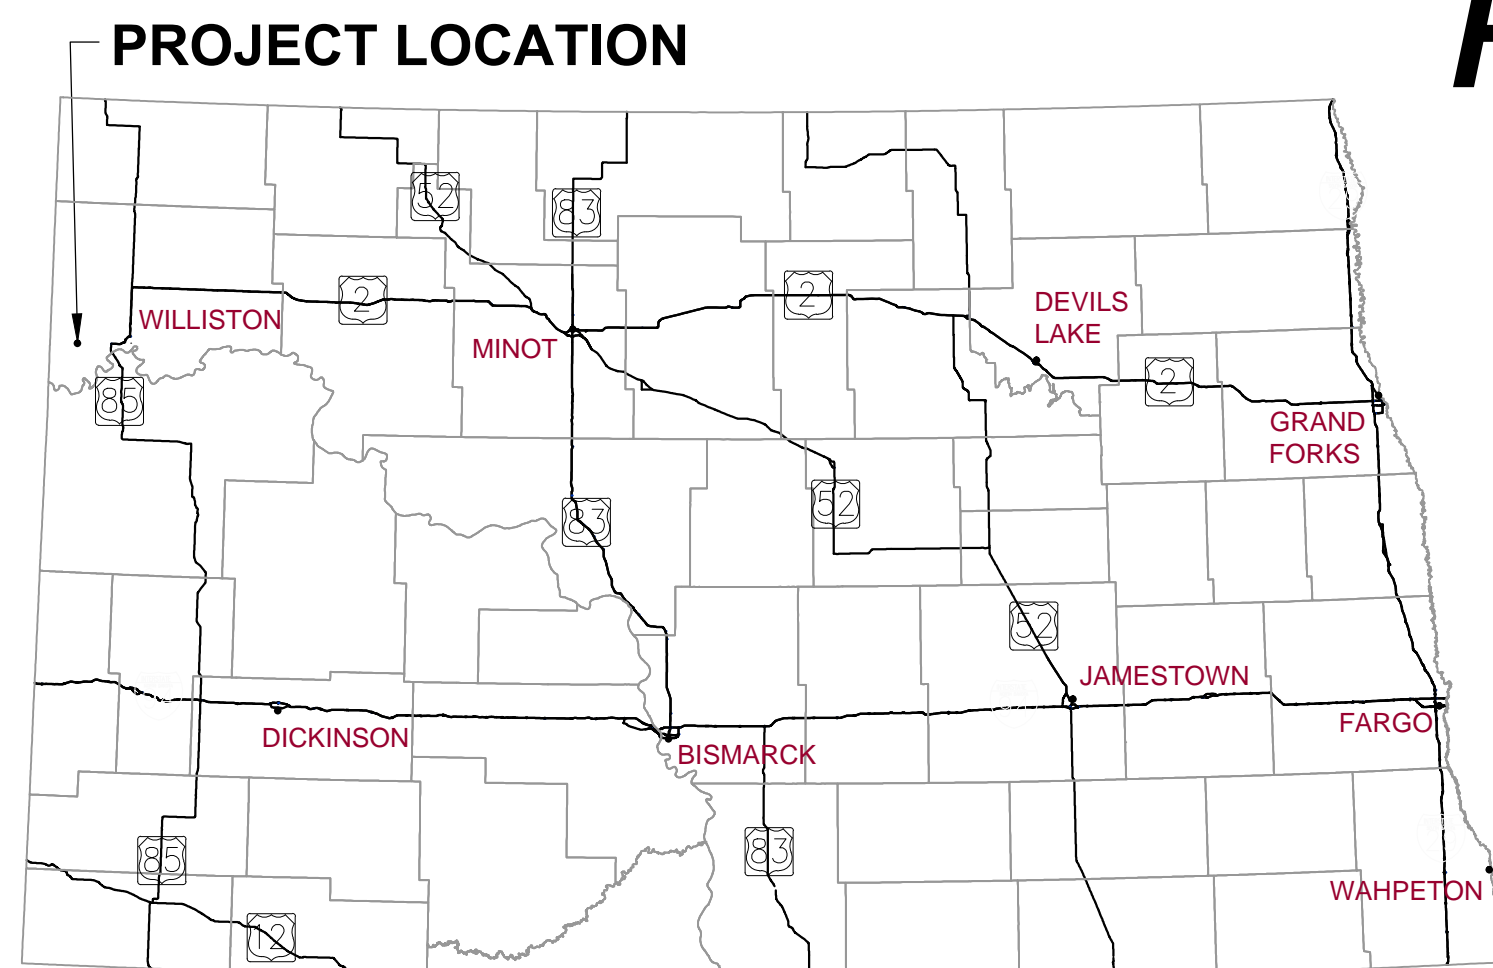 PROJECT LOCATION
52
83
2
2
WILLISTON
MINOT
DEVILS
LAKE
85
2
GRAND
FORKS
83
52
52
JAMESTOWN
DICKINSON
BISMARCK
FARGO
85
83
WAHPETON
12